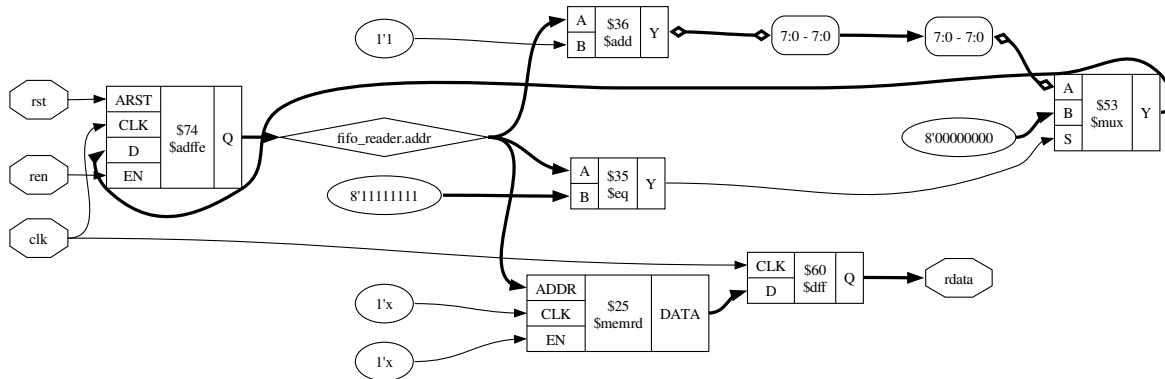 rst
ren
clk
ARST
CLK
D
EN
$74
$adffe
Q
fifo_reader.addr
1'1
A
B
$36
$add
Y
7:0 - 7:0
7:0 - 7:0
8'11111111
A
B
$35
$eq
Y
8'00000000
A
B
S
$53
$mux
Y
1'x
1'x
ADDR
CLK
EN
$25
$memrd
DATA
CLK
D
$60
$dff
Q
rdata